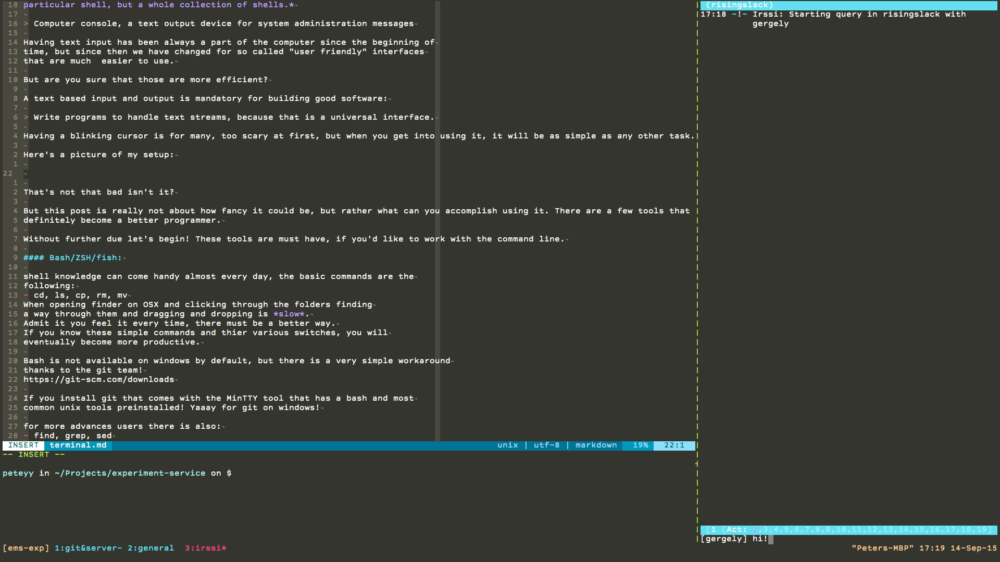 18 particular shell, but a whole collection of shells.*¬
17 ¬
16 > Computer console, a text output device for system administration messages¬
15 ¬
14 Having text input has been always a part of the computer since the beginning of¬
13 time, but since then we have changed for so called "user friendly" interfaces¬
12 that are much  easier to use.¬
11 ¬
10 But are you sure that those are more efficient?¬
9 ¬
8 A text based input and output is mandatory for building good software:¬
7 ¬
6 > Write programs to handle text streams, because that is a universal interface.¬
5 ¬
4 Having a blinking cursor is for many, too scary at first, but when you get into using it, it will be as simple as any other task.
3 ¬
2 Here's a picture of my setup:¬
1 ¬
22 ¬
1 ¬
2 That's not that bad isn't it?¬
3 ¬
4 But this post is really not about how fancy it could be, but rather what can you accomplish using it. There are a few tools that
5 definitely become a better programmer.¬
6 ¬
7 Without further due let's begin! These tools are must have, if you'd like to work with the command line.¬
8 ¬
9 #### Bash/ZSH/fish:¬
10 ¬
11 shell knowledge can come handy almost every day, the basic commands are the¬
12 following:¬
13 - cd, ls, cp, rm, mv¬
14 When opening finder on OSX and clicking through the folders finding¬
15 a way through them and dragging and dropping is *slow*.¬
16 Admit it you feel it every time, there must be a better way.¬
17 If you know these simple commands and thier various switches, you will¬
18 eventually become more productive.¬
19 ¬
20 Bash is not available on windows by default, but there is a very simple workaround¬
21 thanks to the git team!¬
22 https://git-scm.com/downloads¬
23 ¬
24 If you install git that comes with the MinTTY tool that has a bash and most¬
25 common unix tools preinstalled! Yaaay for git on windows!¬
26 ¬
27 for more advances users there is also:¬
28 - find, grep, sed¬
INSERT terminal.md unix | utf-8 | markdown 19% 22:1
-- INSERT --
peteyy in ~/Projects/experiment-service on $
(risingslack)
17:18 -!- Irssi: Starting query in risingslack with
gergely
[1 [Act: 2,3,4,5,6,7,8,9,10,11,12,13,14,15,16,17,18,19]
[gergely] hi!
[ems-exp] 1:git&server- 2:general  3:irssi*
"Peters-MBP" 17:19 14-Sep-15